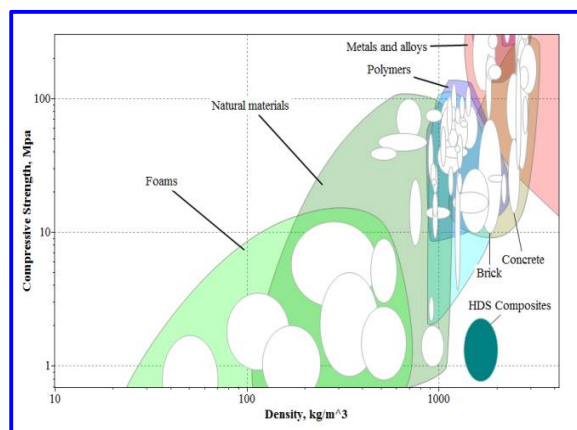 Metals and alloys
Polymers
Natural materials
Foams
Concrete
Brick
HDS Composites
Compressive Strength, Mpa
100
10
1
10
100
1000
Density, kg/m^3